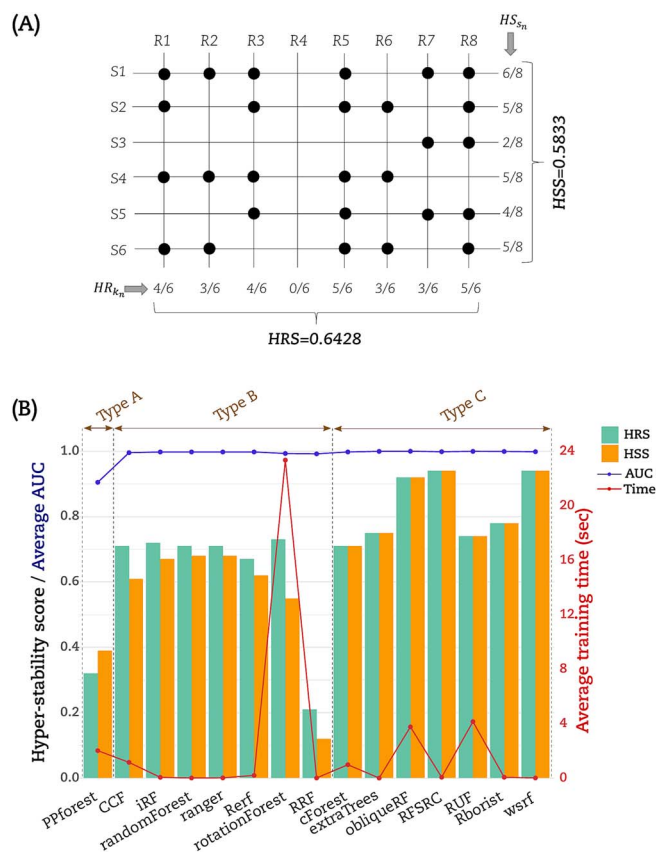 (A)
HS_{s_n}
R1 R2 R3 R4 R5 R6 R7 R8
S1 6/8
S2 5/8
S3 2/8
S4 5/8
S5 4/8
S6 5/8
HSS=0.5833
HR_{k_n} 4/6 3/6 4/6 0/6 5/6 3/6 3/6 5/6
HRS=0.6428
(B)
Type A Type B Type C
HRS
HSS
AUC
Time
Hyper-stability score / Average AUC
1.0
0.8
0.6
0.4
0.2
0.0
24
20
16
12
8
4
0
Average training time (sec)
PPforest CCF iRF randomForest ranger Rerf rotationForest RRF cForest extraTrees obliqueRF RFSRC RUF Rborist wsrf